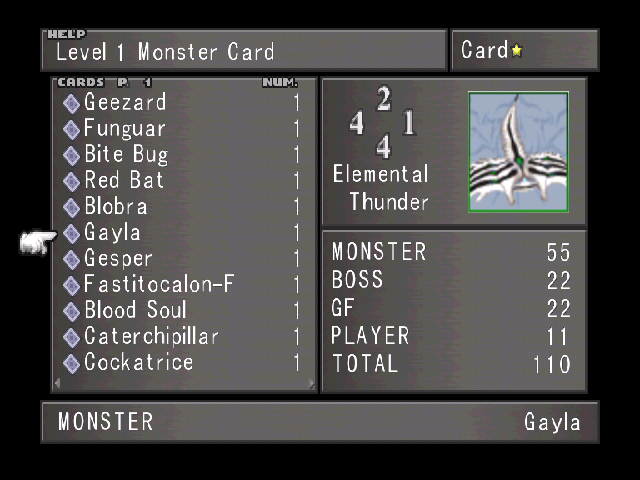 HELP
Level 1 Monster Card
Card
CARDS P. 1 NUM.
Geezard 1
Funguar 1
Bite Bug 1
Red Bat 1
Blobra 1
Gayla 1
Gesper 1
Fastitocalon-F 1
Blood Soul 1
Caterchipillar 1
Cockatrice 1
2
4 1
4
Elemental
Thunder
MONSTER 55
BOSS 22
GF 22
PLAYER 11
TOTAL 110
MONSTER Gayla